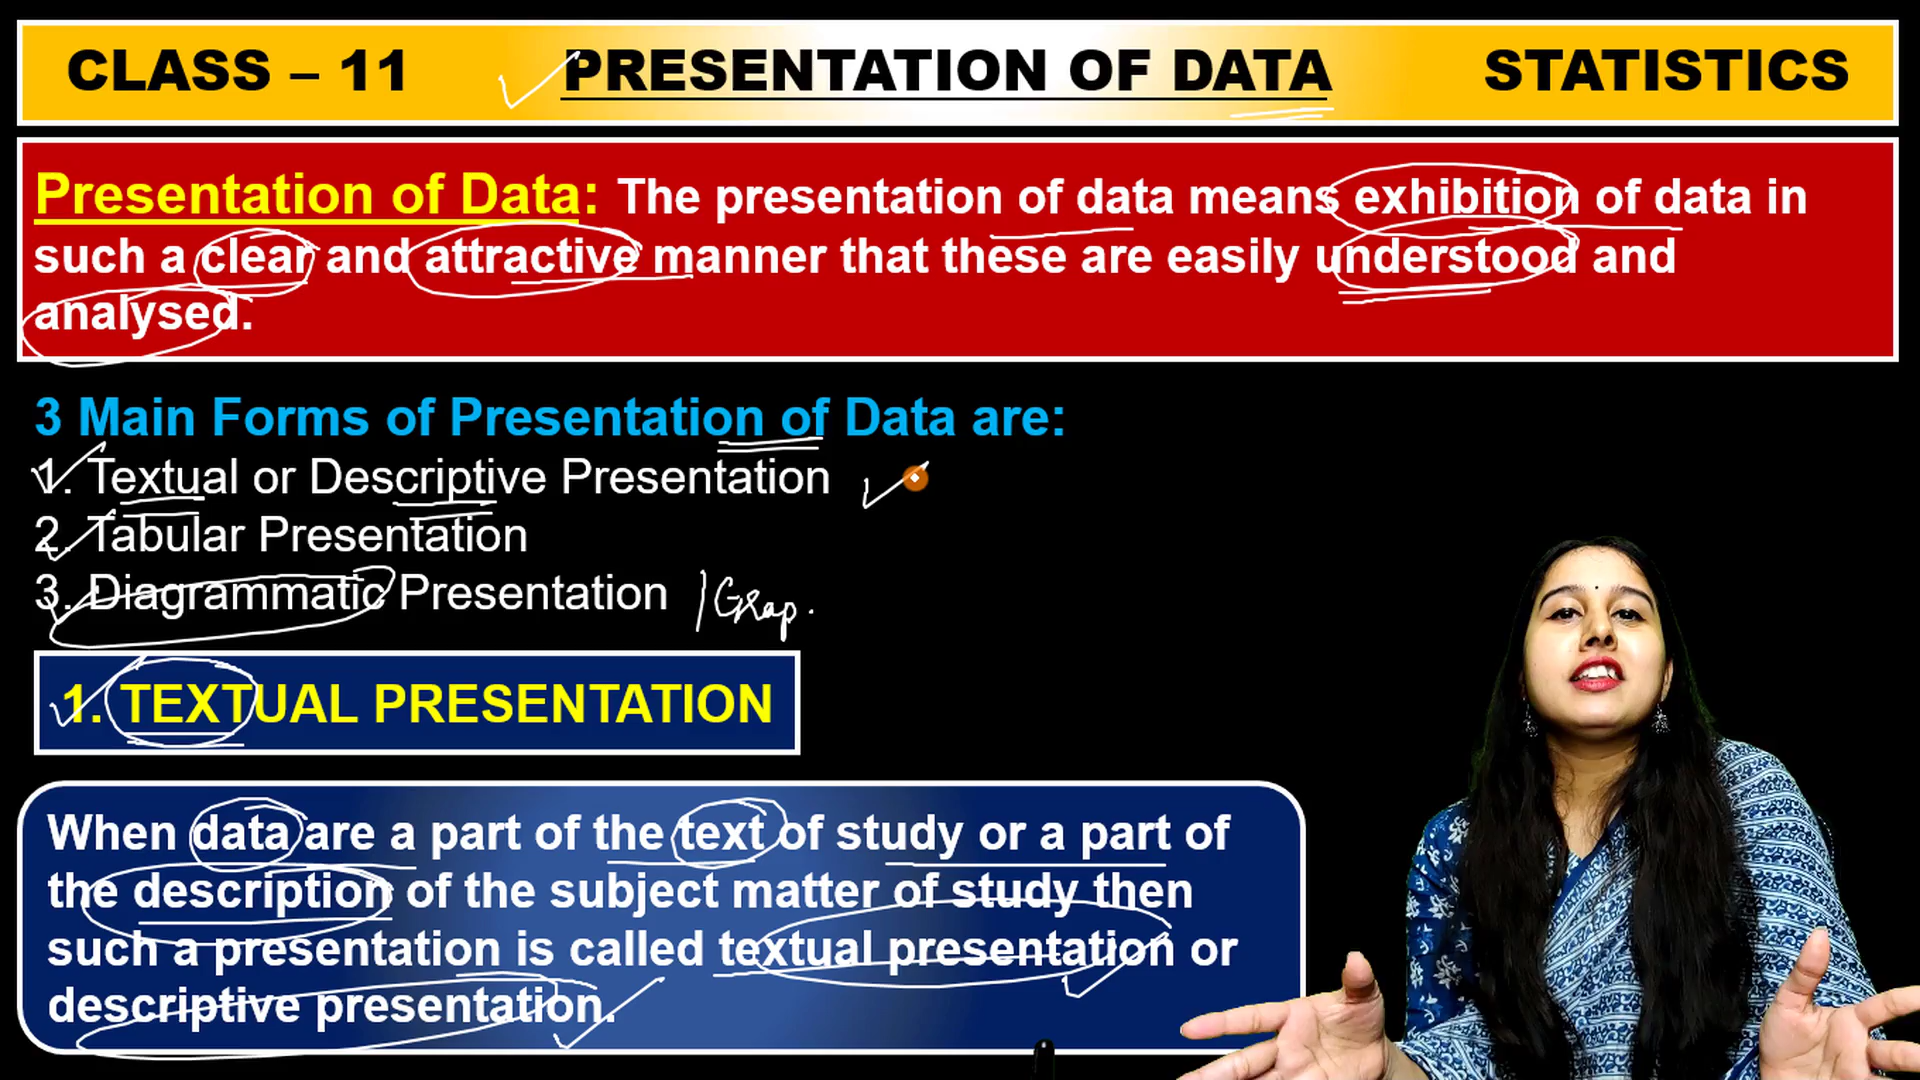 CLASS – 11 PRESENTATION OF DATA STATISTICS
Presentation of Data: The presentation of data means exhibition of data in
such a clear and attractive manner that these are easily understood and
analysed.
3 Main Forms of Presentation of Data are:
1. Textual or Descriptive Presentation
2. Tabular Presentation
3. Diagrammatic Presentation / Grap.
1. TEXTUAL PRESENTATION
When data are a part of the text of study or a part of
the description of the subject matter of study then
such a presentation is called textual presentation or
descriptive presentation.